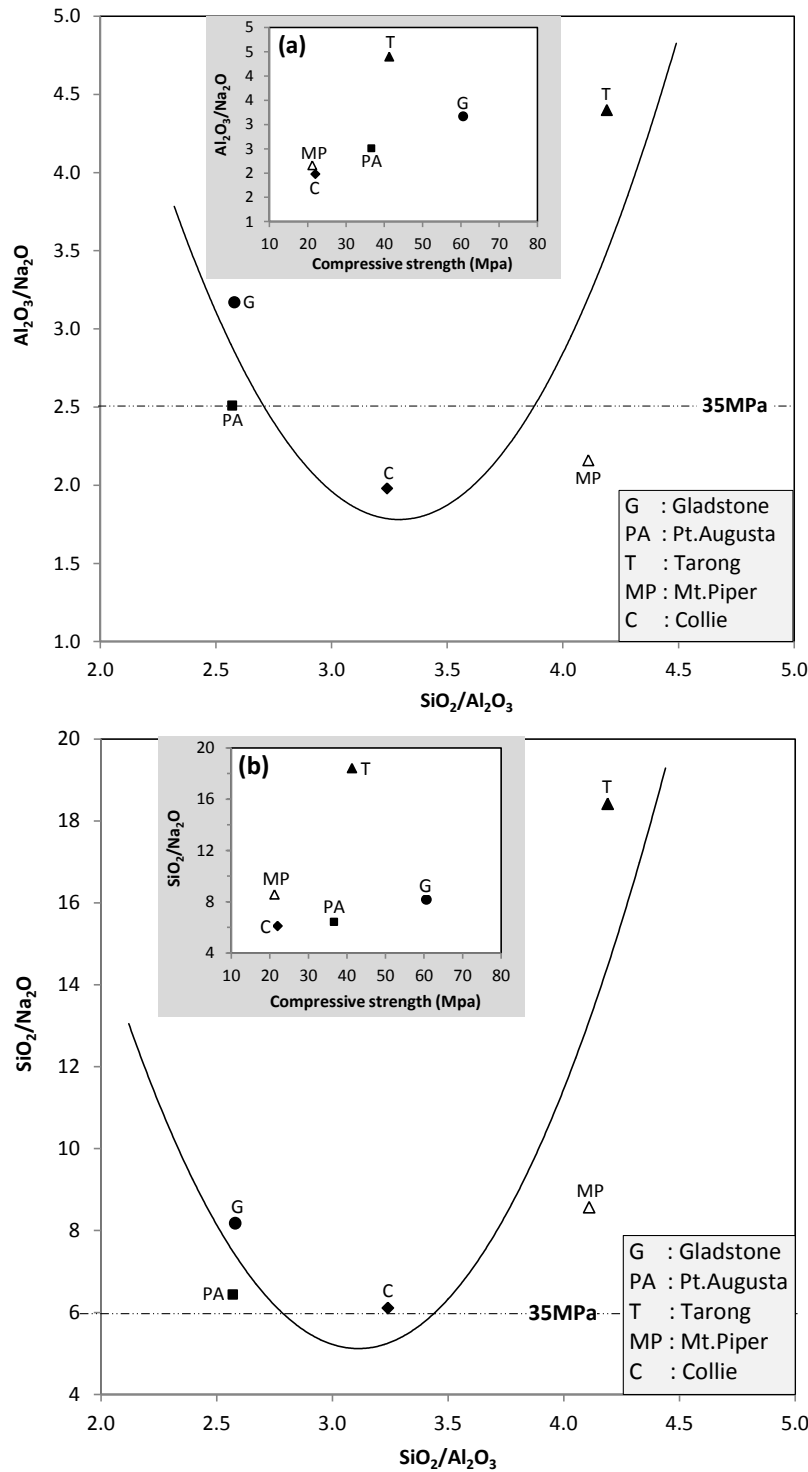 5.0
4.5
4.0
3.5
3.0
2.5
2.0
1.5
1.0
Al₂O₃/Na₂O
(a)
5
5
4
4
3
3
2
2
1
Al₂O₃/Na₂O
T
G
MP
PA
C
10 20 30 40 50 60 70 80
Compressive strength (Mpa)
T
G
35MPa
PA
C
MP
G : Gladstone
PA : Pt.Augusta
T : Tarong
MP : Mt.Piper
C : Collie
2.0 2.5 3.0 3.5 4.0 4.5 5.0
SiO₂/Al₂O₃
20
18
16
14
12
10
8
6
4
SiO₂/Na₂O
(b)
20
16
12
8
4
SiO₂/Na₂O
T
MP
G
PA
C
10 20 30 40 50 60 70 80
Compressive strength (Mpa)
T
MP
G
PA
C
35MPa
G : Gladstone
PA : Pt.Augusta
T : Tarong
MP : Mt.Piper
C : Collie
2.0 2.5 3.0 3.5 4.0 4.5 5.0
SiO₂/Al₂O₃